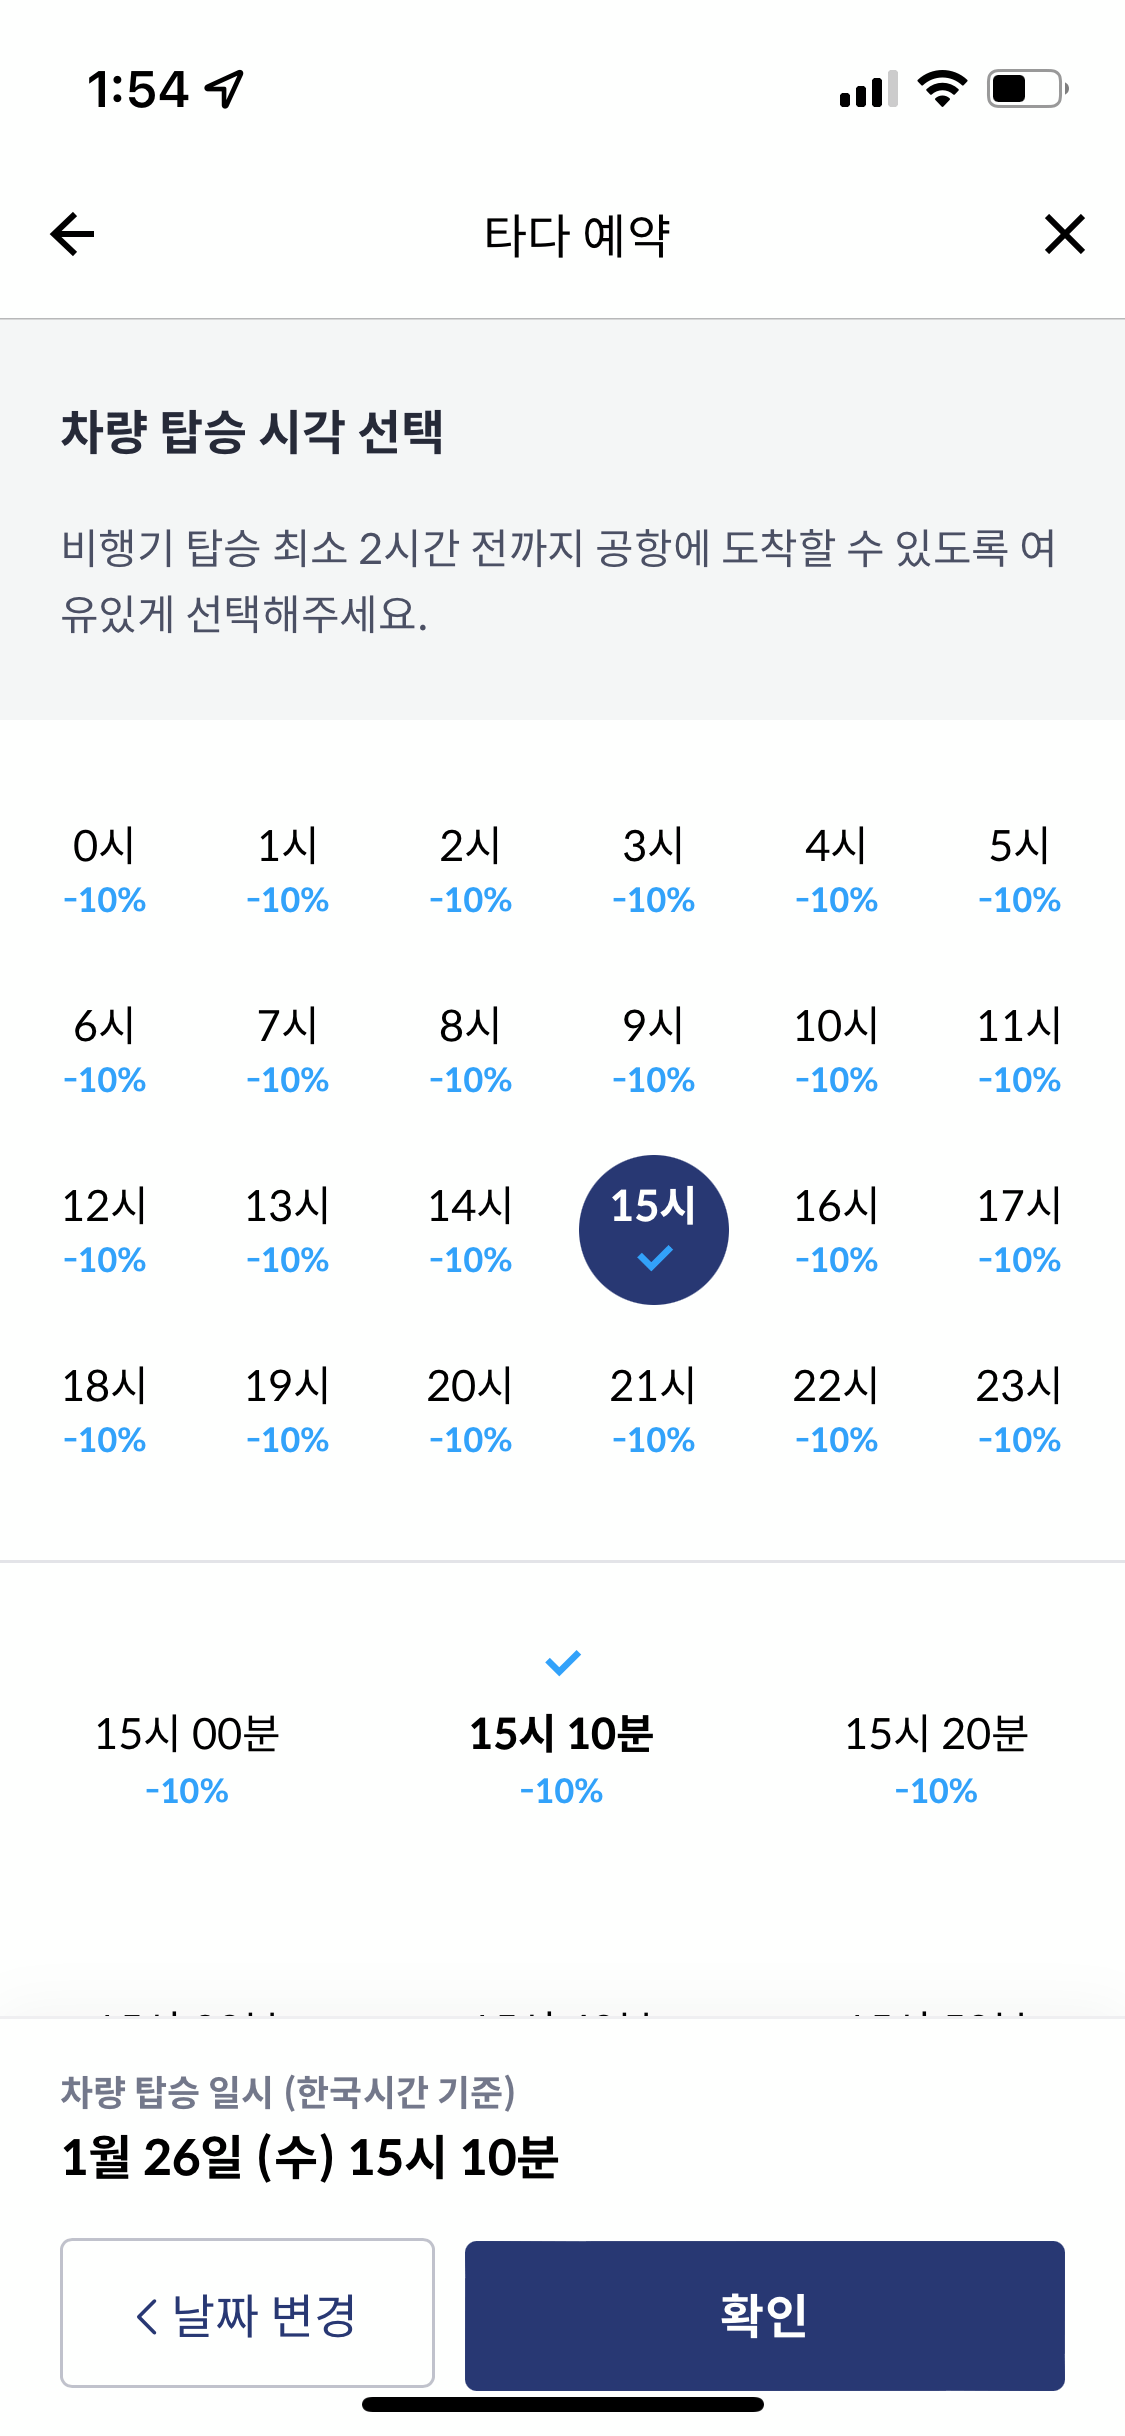 1:54
타다 예약
차량 탑승 시각 선택
비행기 탑승 최소 2시간 전까지 공항에 도착할 수 있도록 여
유있게 선택해주세요.
0시 1시 2시 3시 4시 5시
-10% -10% -10% -10% -10% -10%
6시 7시 8시 9시 10시 11시
-10% -10% -10% -10% -10% -10%
12시 13시 14시 15시 16시 17시
-10% -10% -10% -10% -10%
18시 19시 20시 21시 22시 23시
-10% -10% -10% -10% -10% -10%
15시 00분 15시 10분 15시 20분
-10% -10% -10%
차량 탑승 일시 (한국시간 기준)
1월 26일 (수) 15시 10분
날짜 변경 확인